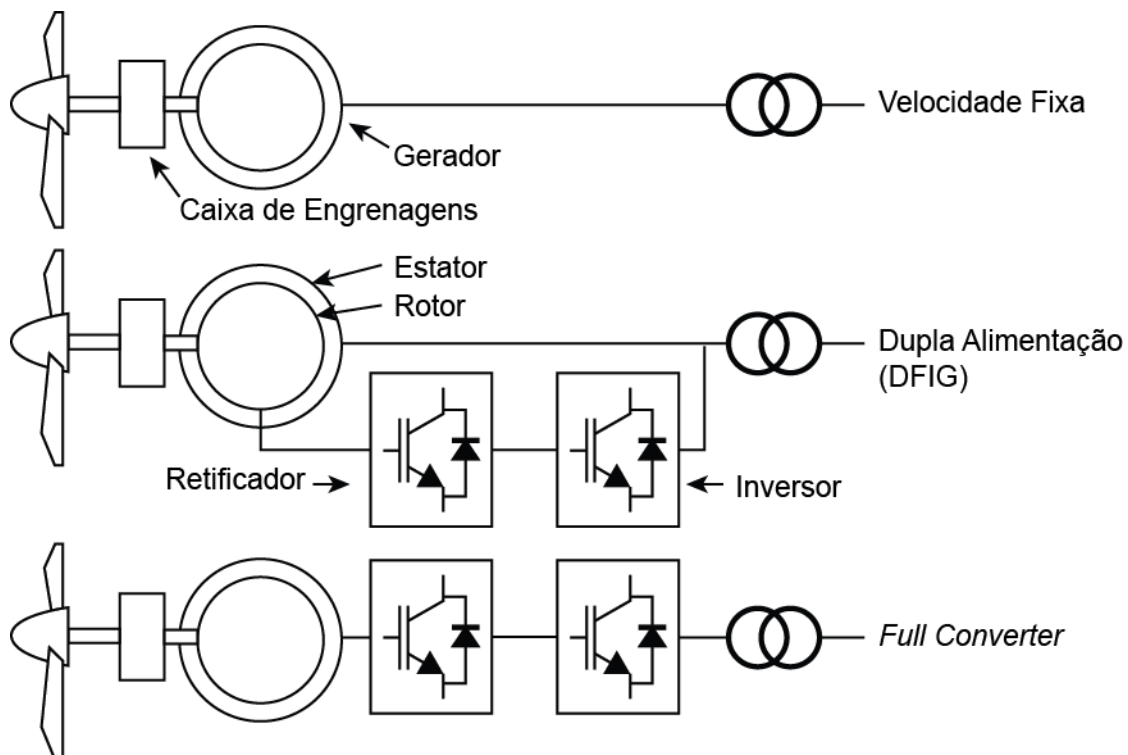 Velocidade Fixa
Gerador
Caixa de Engrenagens
Estator
Rotor
Dupla Alimentação
(DFIG)
Retificador
Inversor
Full Converter